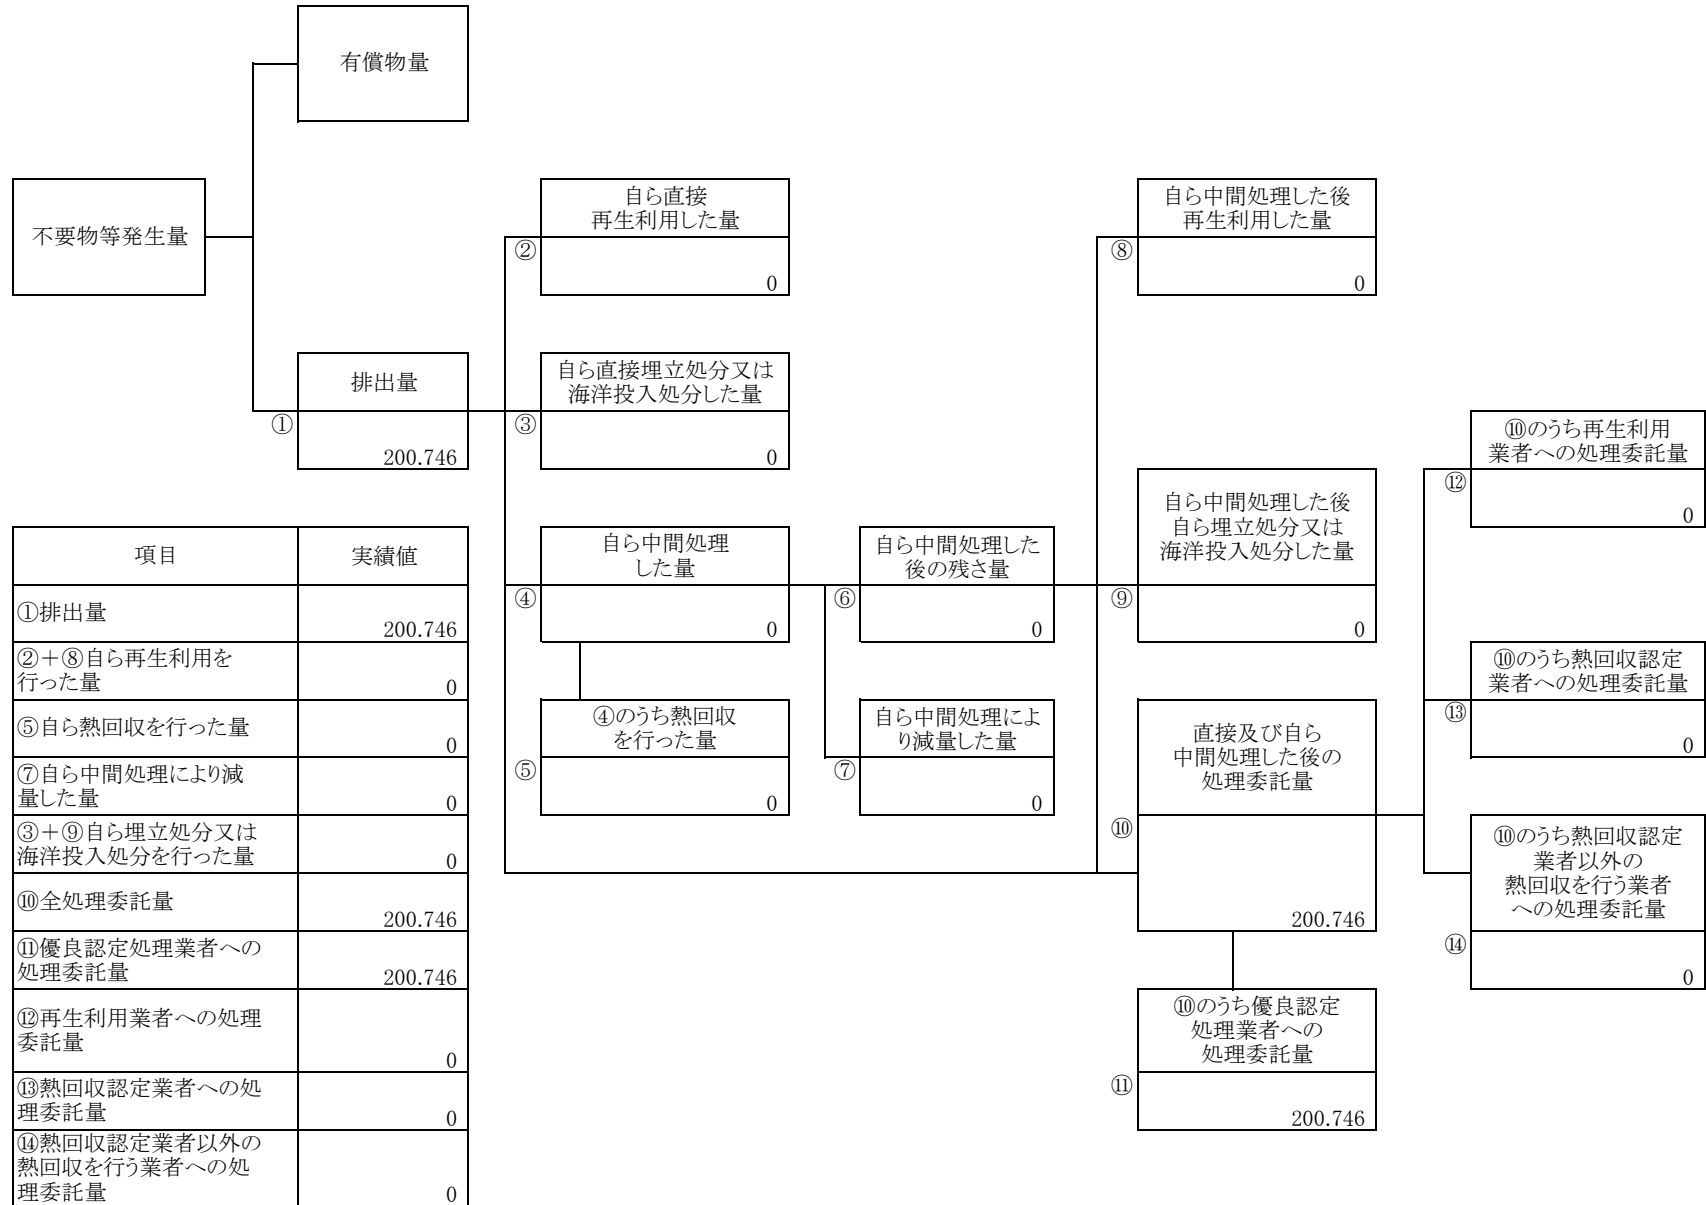 有償物量
不要物等発生量
自ら直接
再生利用した量
②
0
自ら中間処理した後
再生利用した量
⑧
0
排出量
①
200.746
自ら直接埋立処分又は
海洋投入処分した量
③
0
⑩のうち再生利用
業者への処理委託量
⑫
0
自ら中間処理
した量
④
0
自ら中間処理した
後の残さ量
⑥
0
自ら中間処理した後
自ら埋立処分又は
海洋投入処分した量
⑨
0
⑩のうち熱回収認定
業者への処理委託量
⑬
0
④のうち熱回収
を行った量
⑤
0
自ら中間処理によ
り減量した量
⑦
0
直接及び自ら
中間処理した後の
処理委託量
⑩
200.746
⑩のうち熱回収認定
業者以外の
熱回収を行う業者
への処理委託量
⑭
0
⑩のうち優良認定
処理業者への
処理委託量
⑪
200.746
項目 実績値
①排出量
200.746
②＋⑧自ら再生利用を
行った量
0
⑤自ら熱回収を行った量
0
⑦自ら中間処理により減
量した量
0
③＋⑨自ら埋立処分又は
海洋投入処分を行った量
0
⑩全処理委託量
200.746
⑪優良認定処理業者への
処理委託量
200.746
⑫再生利用業者への処理
委託量
0
⑬熱回収認定業者への処
理委託量
0
⑭熱回収認定業者以外の
熱回収を行う業者への処
理委託量
0